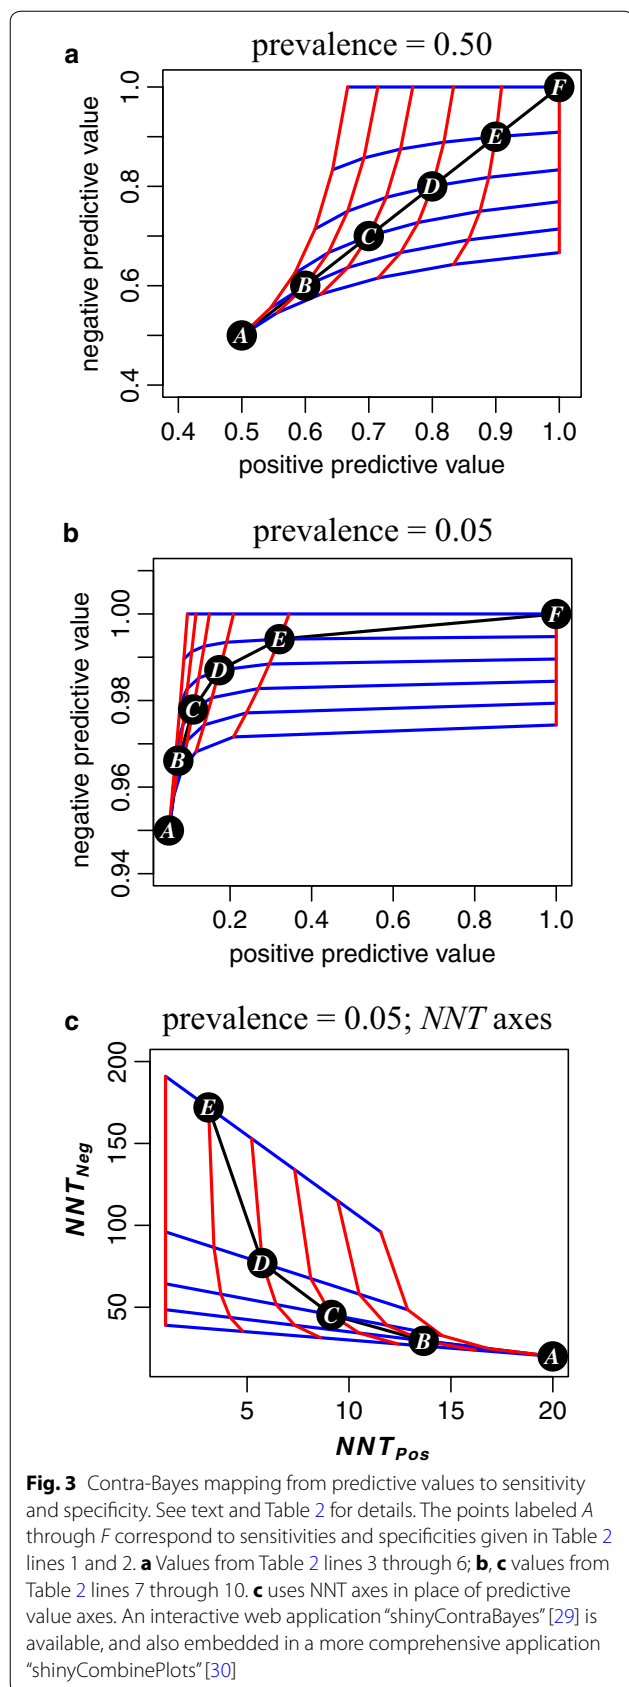 a
prevalence = 0.50
negative predictive value
1.0
0.8
0.6
0.4
A
B
C
D
E
F
0.4 0.5 0.6 0.7 0.8 0.9 1.0
positive predictive value
b
prevalence = 0.05
negative predictive value
1.00
0.98
0.96
0.94
A
B
C
D
E
F
0.2 0.4 0.6 0.8 1.0
positive predictive value
c
prevalence = 0.05; NNT axes
NNT Neg
200
150
100
50
E
D
C
B
A
5 10 15 20
NNT Pos
Fig. 3 Contra-Bayes mapping from predictive values to sensitivity
and specificity. See text and Table 2 for details. The points labeled A
through F correspond to sensitivities and specificities given in Table 2
lines 1 and 2. a Values from Table 2 lines 3 through 6; b, c values from
Table 2 lines 7 through 10. c uses NNT axes in place of predictive
value axes. An interactive web application "shinyContraBayes" [29] is
available, and also embedded in a more comprehensive application
"shinyCombinePlots" [30]